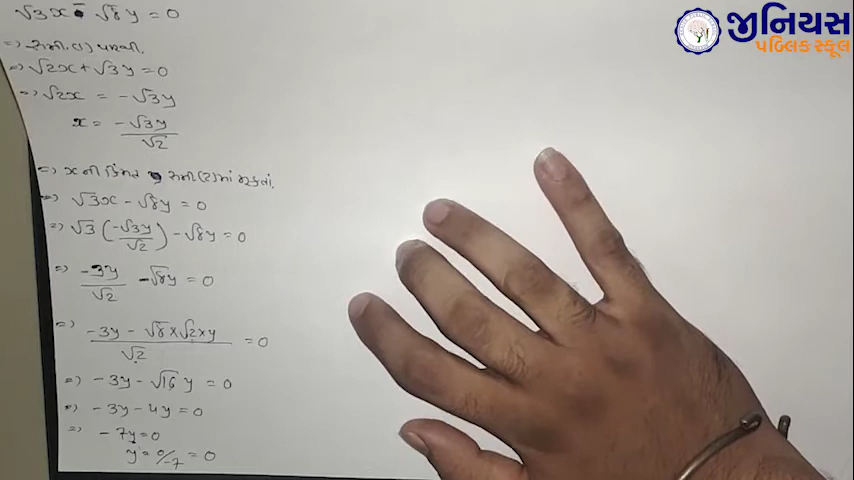 જીનિયસ
પબ્લિક સ્કૂલ
√3x - √8y = 0
=> સમી.(1) પરથી,
=> √2x + √3y = 0
=> √2x = -√3y
x = -√3y/√2
=> x ની કિંમત સમી.(2)માં મૂકતાં,
=> √3x - √8y = 0
=> √3(-√3y/√2) - √8y = 0
=> -3y/√2 - √8y = 0
=> -3y - √8×√2×y/√2 = 0
=> -3y - √16 y = 0
=> -3y - 4y = 0
=> -7y = 0
y = 0/-7 = 0